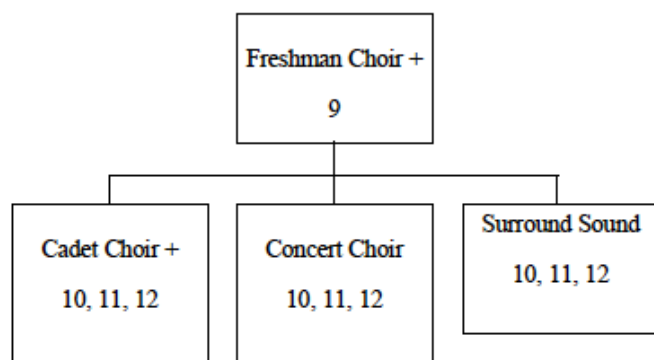 Freshman Choir +
9
Cadet Choir +
10, 11, 12
Concert Choir
10, 11, 12
Surround Sound
10, 11, 12